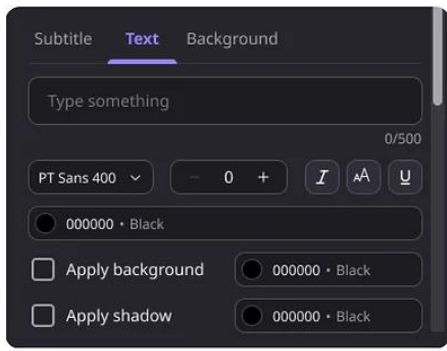 Subtitle Text Background
Type something
0/500
PT Sans 400 − 0 + I AA U
000000 • Black
Apply background 000000 • Black
Apply shadow 000000 • Black